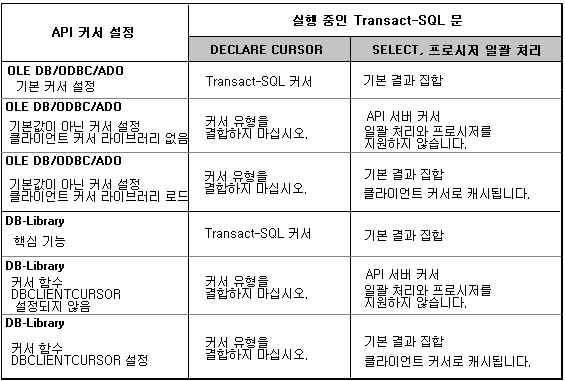 API 커서 설정
실행 중인 Transact-SQL 문
DECLARE CURSOR
SELECT, 프로시저 일괄 처리
OLE DB/ODBC/ADO
기본 커서 설정
Transact-SQL 커서
기본 결과 집합
OLE DB/ODBC/ADO
기본값이 아닌 커서 설정
클라이언트 커서 라이브러리 없음
커서 유형을
결합하지 마십시오.
API 서버 커서
일괄 처리와 프로시저를
지원하지 않습니다.
OLE DB/ODBC/ADO
기본값이 아닌 커서 설정
클라이언트 커서 라이브러리 로드
커서 유형을
결합하지 마십시오.
기본 결과 집합
클라이언트 커서로 캐시됩니다.
DB-Library
핵심 기능
Transact-SQL 커서
기본 결과 집합
DB-Library
커서 함수
DBCLIENTCURSOR
설정되지 않음
커서 유형을
결합하지 마십시오.
API 서버 커서
일괄 처리와 프로시저를
지원하지 않습니다.
DB-Library
커서 함수
DBCLIENTCURSOR 설정
커서 유형을
결합하지 마십시오.
기본 결과 집합
클라이언트 커서로 캐시됩니다.